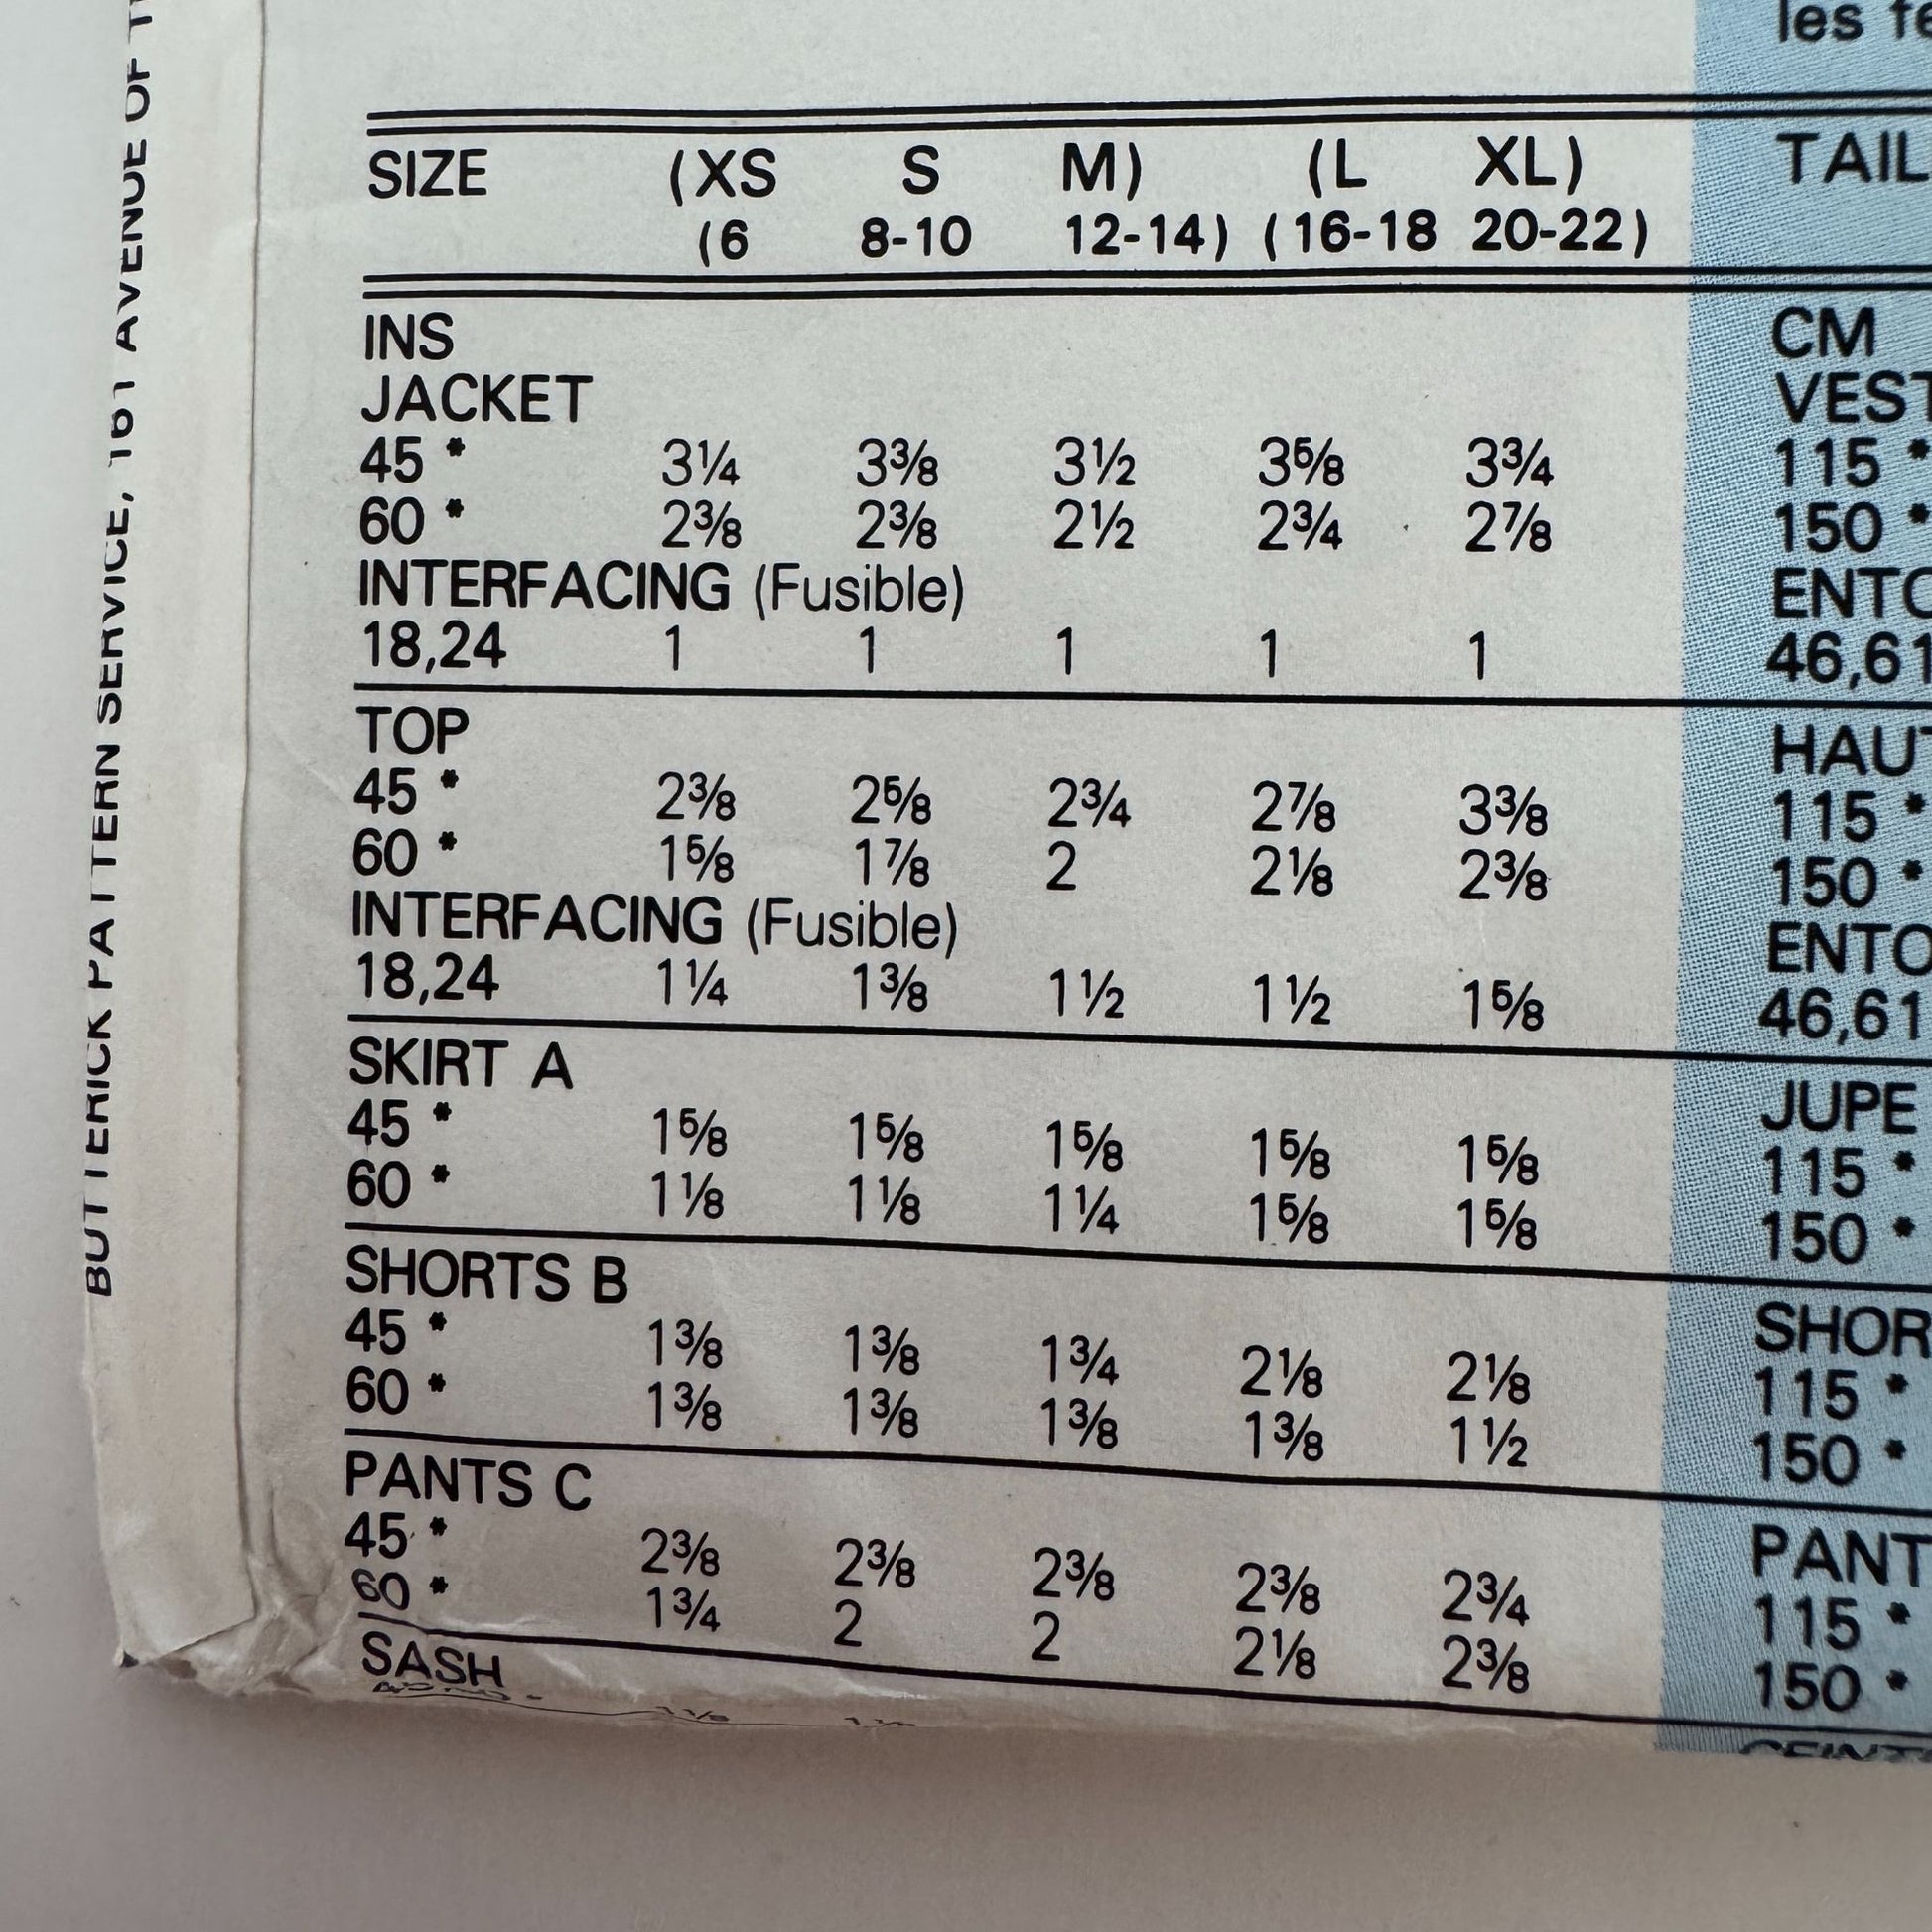 BUTTERICK PATTERN SERVICE, 161 AVENUE OF
les
SIZE (XS S M) (L XL)
(6 8-10 12-14) (16-18 20-22)
INS
JACKET
45 * 3¼ 3⅜ 3½ 3⅝ 3¾
60 * 2⅜ 2⅜ 2½ 2¾ 2⅞
INTERFACING (Fusible)
18,24 1 1 1 1 1
TOP
45 * 2⅜ 2⅝ 2¾ 2⅞ 3⅜
60 * 1⅝ 1⅞ 2 2⅛ 2⅜
INTERFACING (Fusible)
18,24 1¼ 1⅜ 1½ 1½ 1⅝
SKIRT A
45 * 1⅝ 1⅝ 1⅝ 1⅝ 1⅝
60 * 1⅛ 1⅛ 1¼ 1⅝ 1⅝
SHORTS B
45 * 1⅜ 1⅜ 1¾ 2⅛ 2⅛
60 * 1⅜ 1⅜ 1⅜ 1⅜ 1½
PANTS C
45 * 2⅜ 2⅜ 2⅜ 2⅜ 2¾
60 * 1¾ 2 2 2⅛ 2⅜
SASH
TAIL
CM
VEST
115 *
150 *
ENTO
46,61
HAUT
115 *
150 *
ENTO
46,61
JUPE
115 *
150 *
SHOR
115 *
150 *
PANT
115 *
150 *